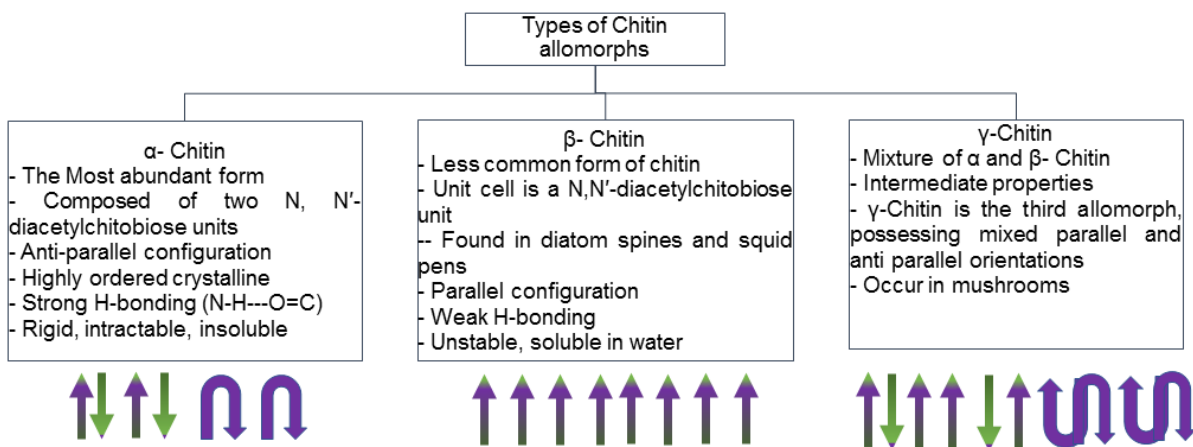 Types of Chitin
allomorphs
α- Chitin
- The Most abundant form
- Composed of two N, N′-
diacetylchitobiose units
- Anti-parallel configuration
- Highly ordered crystalline
- Strong H-bonding (N-H---O=C)
- Rigid, intractable, insoluble
β- Chitin
- Less common form of chitin
- Unit cell is a N,N′-diacetylchitobiose
unit
-- Found in diatom spines and squid
pens
- Parallel configuration
- Weak H-bonding
- Unstable, soluble in water
γ-Chitin
- Mixture of α and β- Chitin
- Intermediate properties
- γ-Chitin is the third allomorph,
possessing mixed parallel and
anti parallel orientations
- Occur in mushrooms